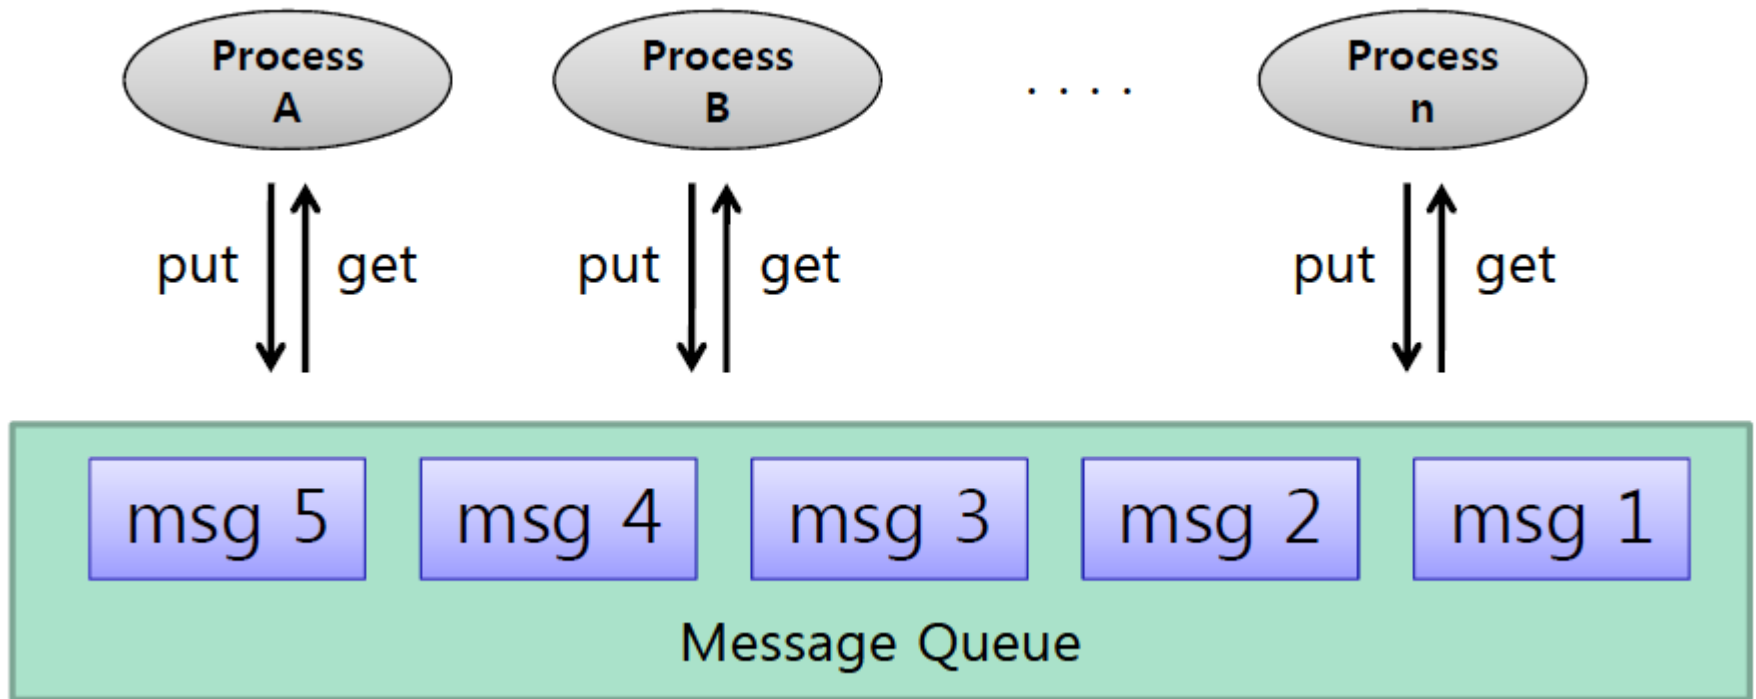 Process
A
Process
B
. . . .
Process
n
put
get
put
get
put
get
msg 5
msg 4
msg 3
msg 2
msg 1
Message Queue